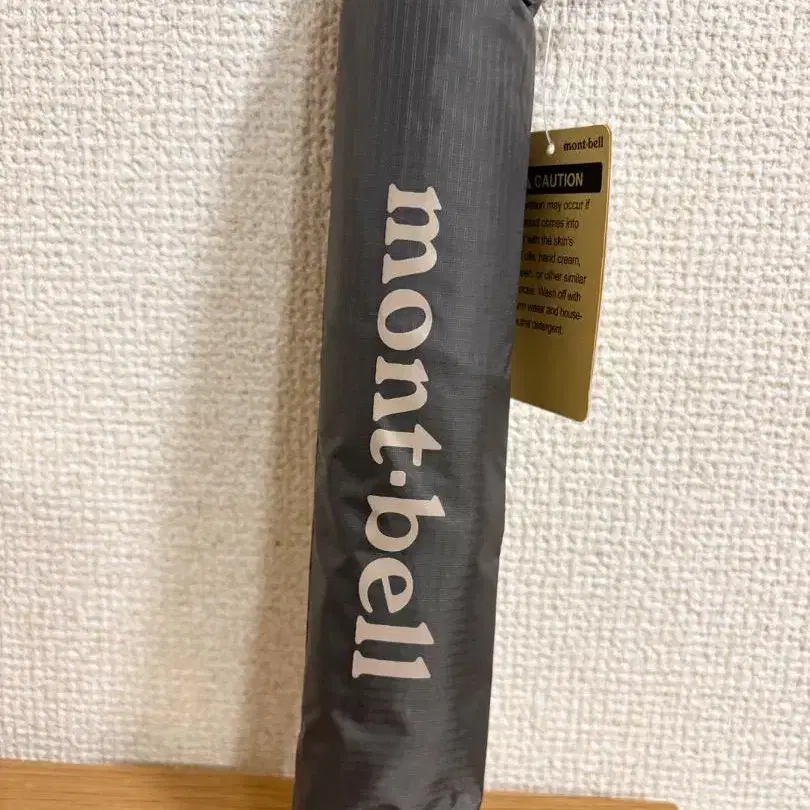 mont·bell
mont·bell
CAUTION
may occur if
comes into
with the skin's
oils, hand cream,
or other similar
Wash off with
water and house-
detergent.